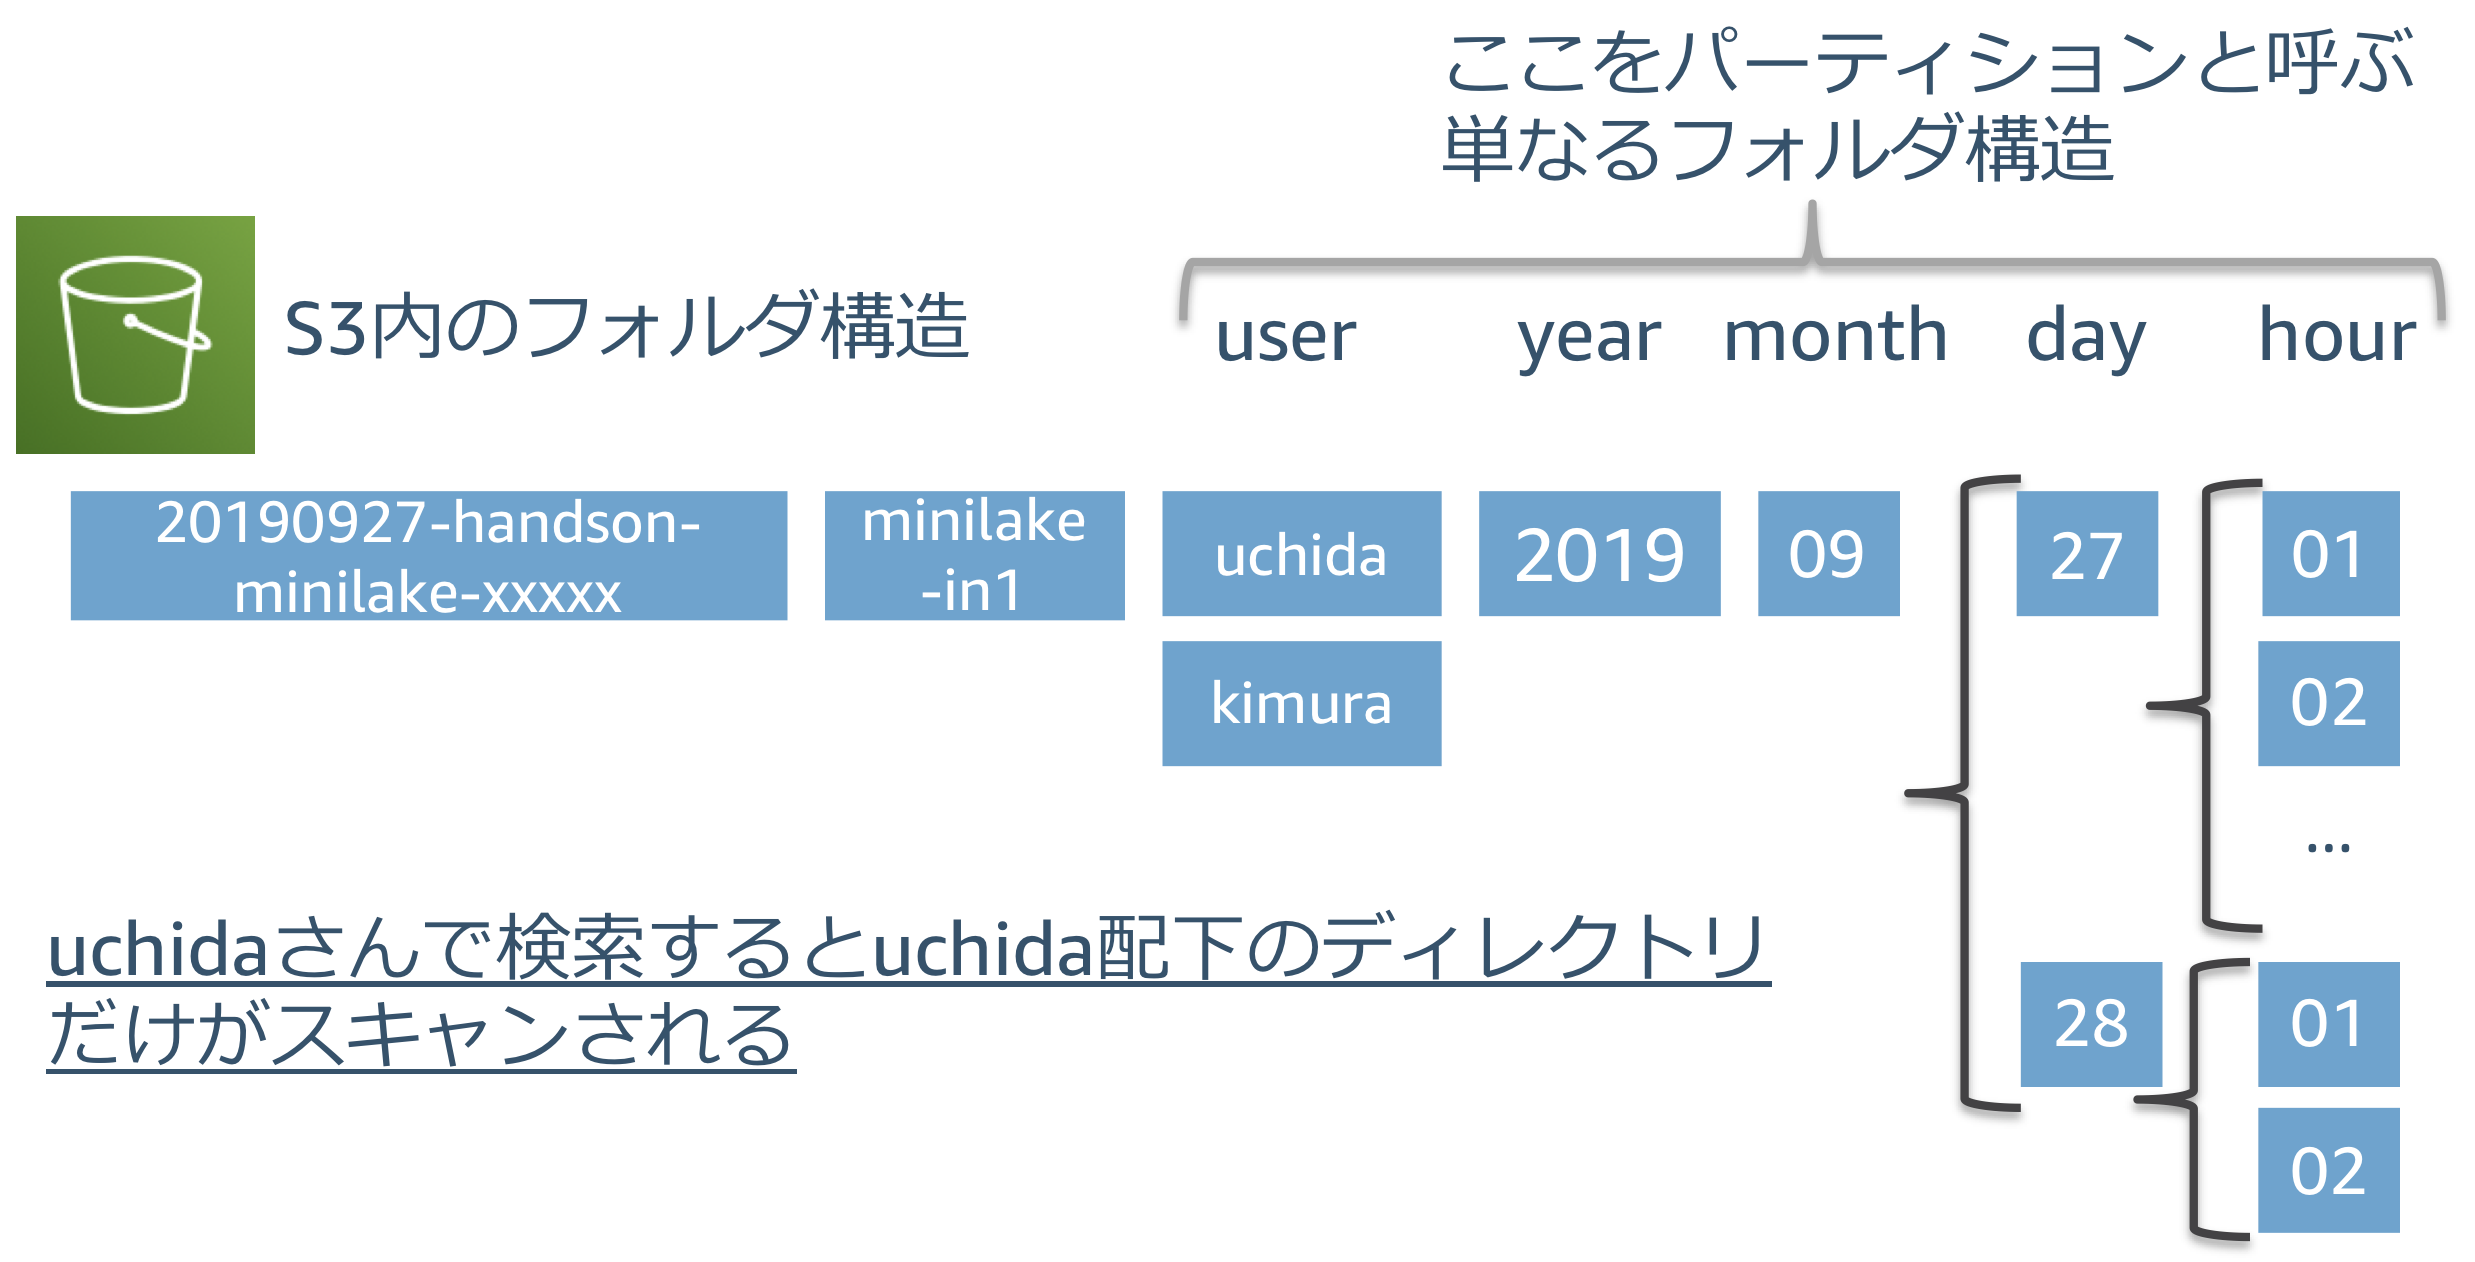 ここをパーティションと呼ぶ
単なるフォルダ構造
S3内のフォルダ構造
user year month day hour
20190927-handson-
minilake-xxxxx
minilake
-in1
uchida
2019
09
27
01
kimura
02
...
uchidaさんで検索するとuchida配下のディレクトリ
だけがスキャンされる
28
01
02